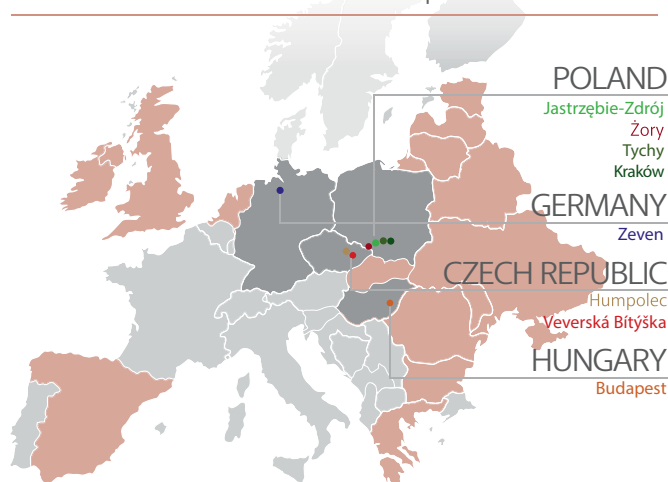 POLAND
Jastrzębie-Zdrój
Żory
Tychy
Kraków
GERMANY
Zeven
CZECH REPUBLIC
Humpolec
Veverská Bítýška
HUNGARY
Budapest